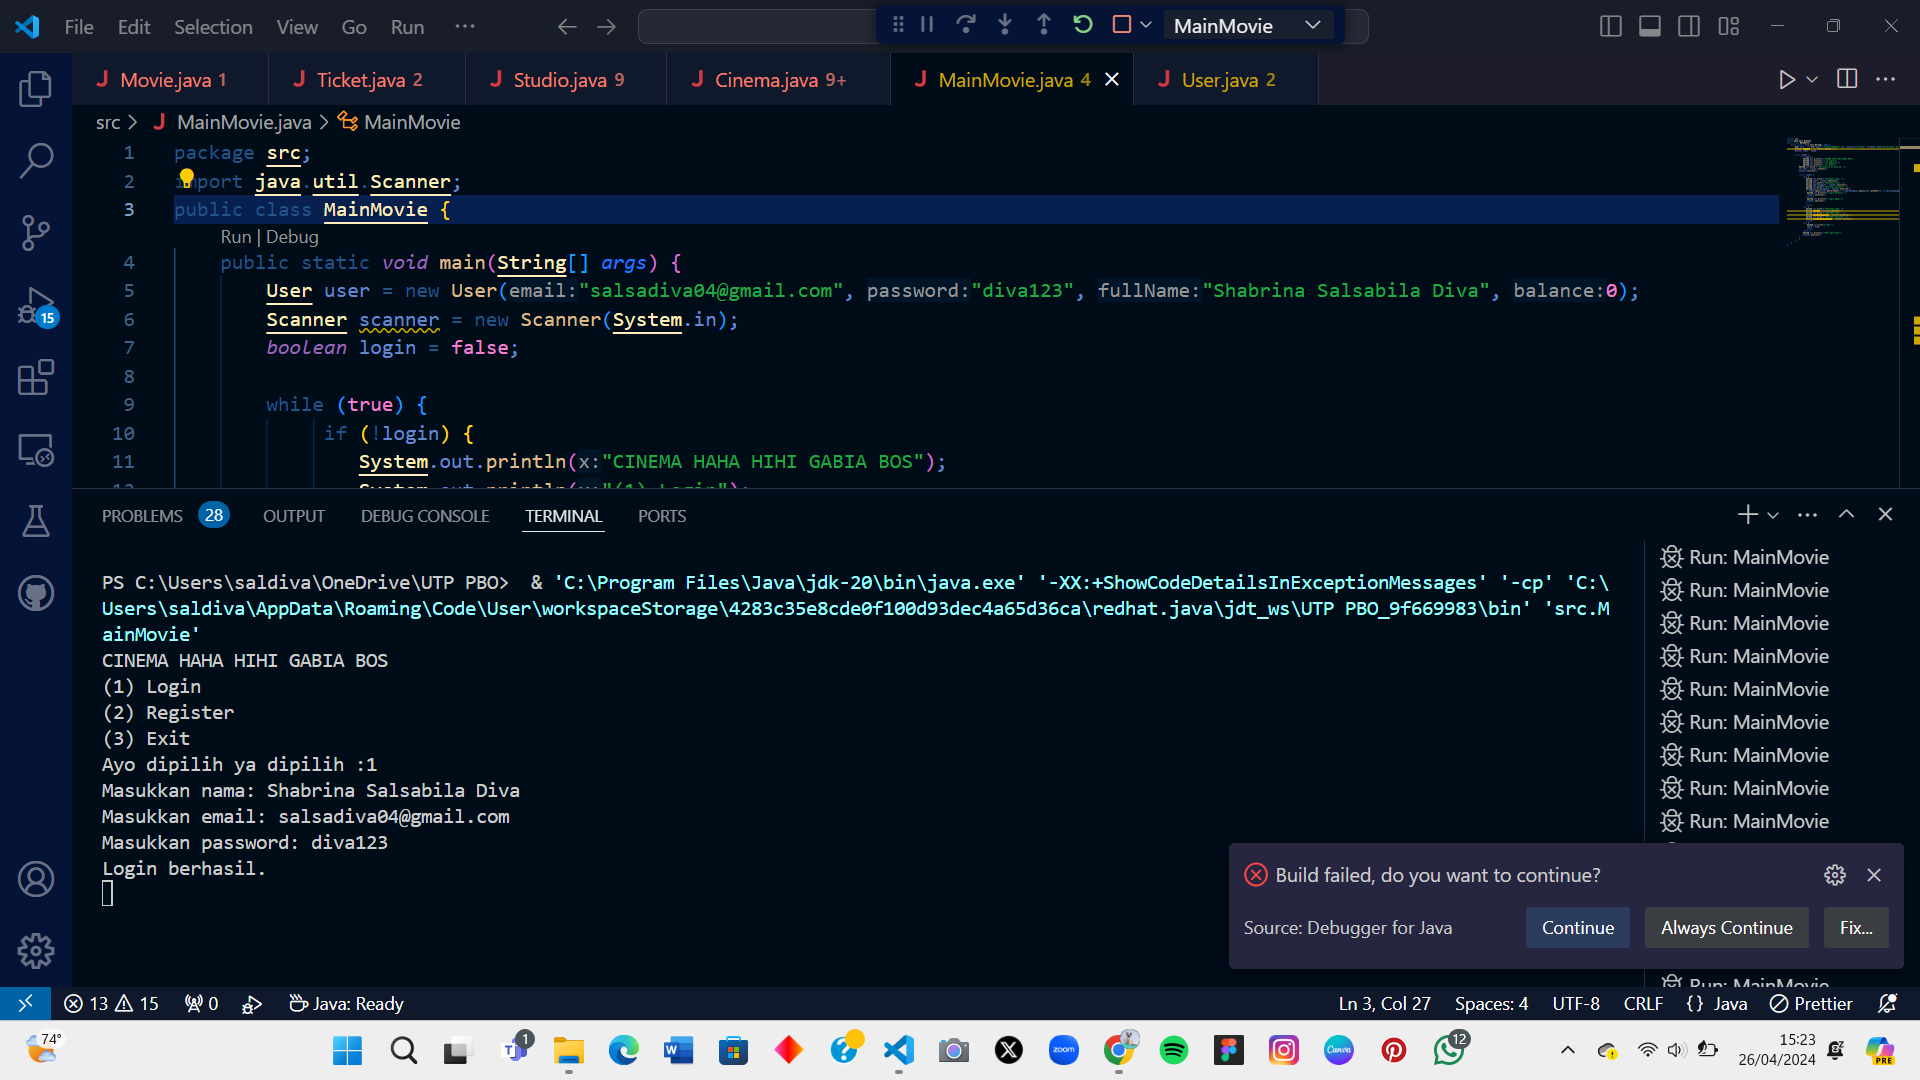 File Edit Selection View Go Run ··· MainMovie
Movie.java 1 Ticket.java 2 Studio.java 9 Cinema.java 9+ MainMovie.java 4 User.java 2
src > MainMovie.java > MainMovie
1 package src;
2 import java.util.Scanner;
3 public class MainMovie {
Run | Debug
4 public static void main(String[] args) {
5 User user = new User(email:"salsadiva04@gmail.com", password:"diva123", fullName:"Shabrina Salsabila Diva", balance:0);
6 Scanner scanner = new Scanner(System.in);
7 boolean login = false;
8
9 while (true) {
10 if (!login) {
11 System.out.println(x:"CINEMA HAHA HIHI GABIA BOS");
12 System.out.println(x:"(1) Login");
15
PROBLEMS 28 OUTPUT DEBUG CONSOLE TERMINAL PORTS
PS C:\Users\saldiva\OneDrive\UTP PBO>  & 'C:\Program Files\Java\jdk-20\bin\java.exe' '-XX:+ShowCodeDetailsInExceptionMessages' '-cp' 'C:\
Users\saldiva\AppData\Roaming\Code\User\workspaceStorage\4283c35e8cde0f100d93dec4a65d36ca\redhat.java\jdt_ws\UTP PBO_9f669983\bin' 'src.M
ainMovie'
CINEMA HAHA HIHI GABIA BOS
(1) Login
(2) Register
(3) Exit
Ayo dipilih ya dipilih :1
Masukkan nama: Shabrina Salsabila Diva
Masukkan email: salsadiva04@gmail.com
Masukkan password: diva123
Login berhasil.
Run: MainMovie
Run: MainMovie
Run: MainMovie
Run: MainMovie
Run: MainMovie
Run: MainMovie
Run: MainMovie
Run: MainMovie
Run: MainMovie
Build failed, do you want to continue?
Source: Debugger for Java Continue Always Continue Fix...
Run: MainMovie
13 15 0 Java: Ready Ln 3, Col 27 Spaces: 4 UTF-8 CRLF {} Java Prettier
74° 1 zoom Canva 12 15:23 PRE
26/04/2024